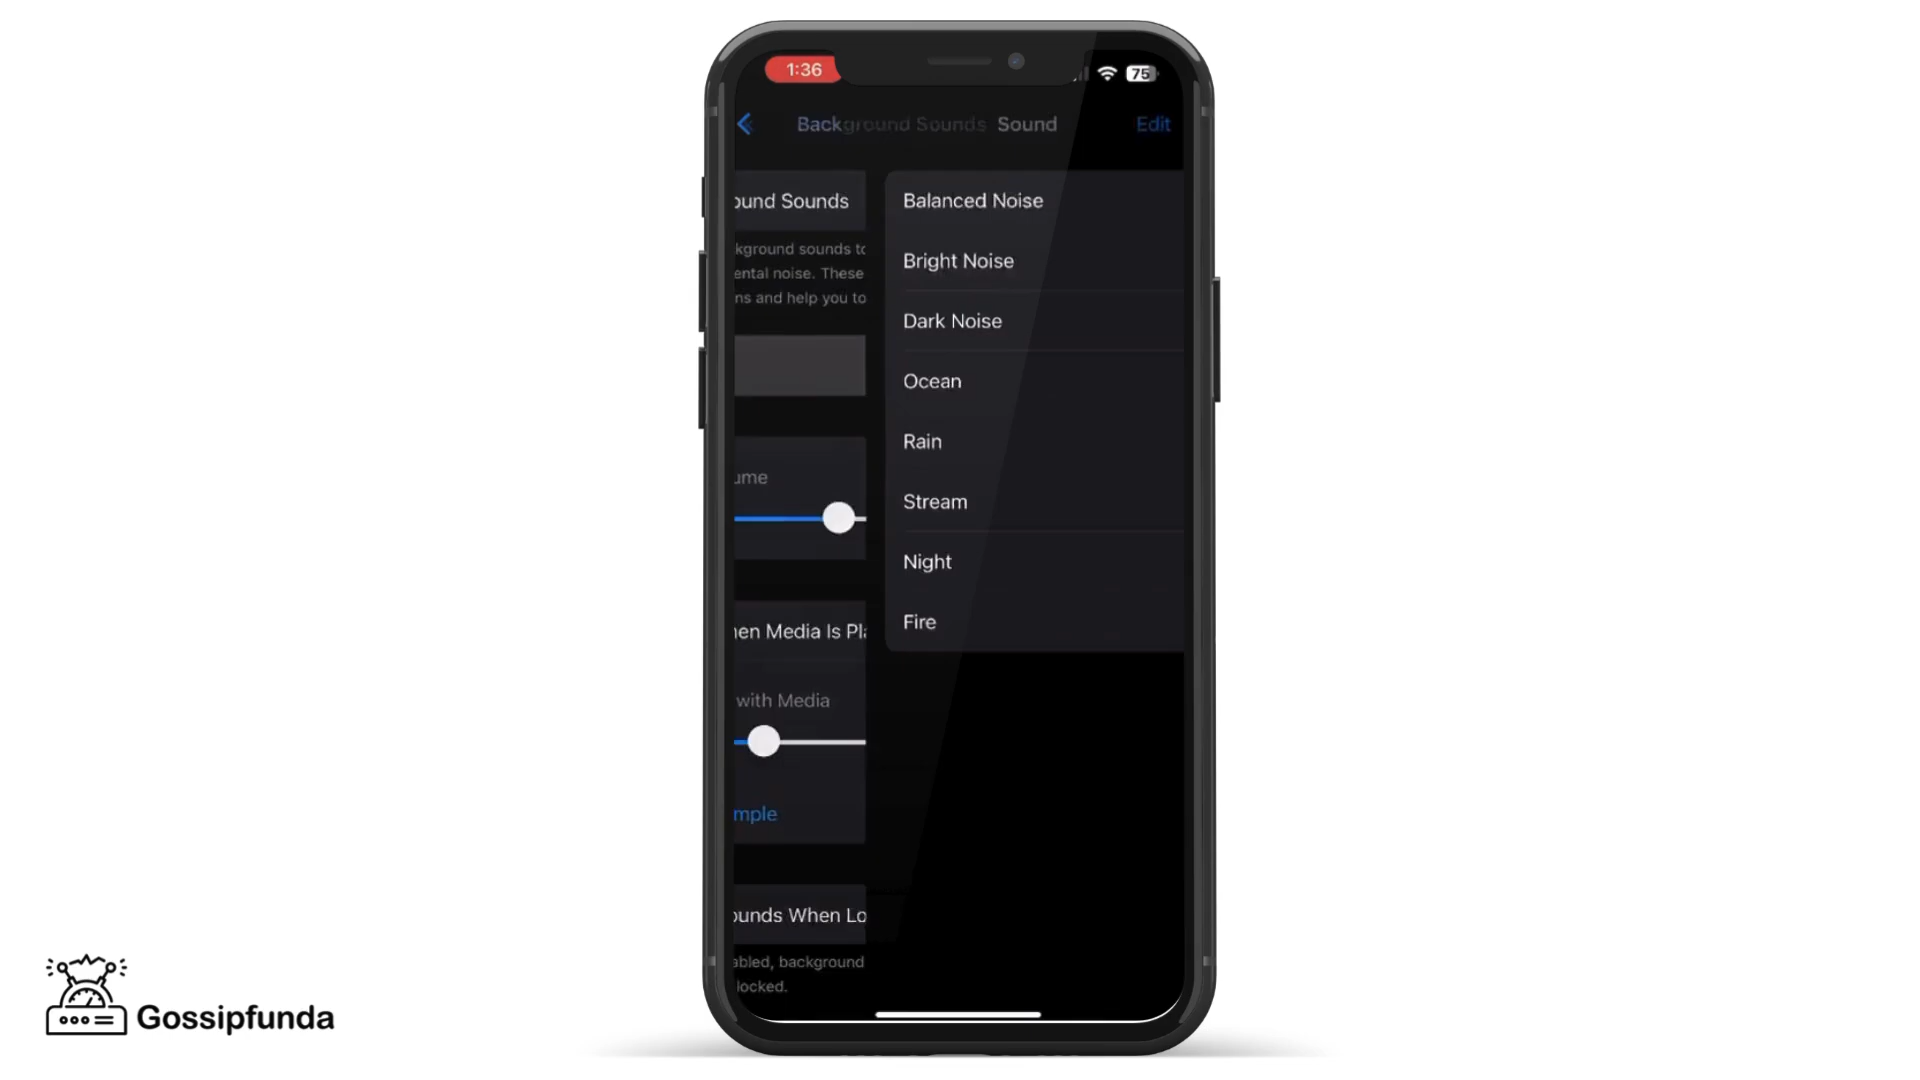 1:36
75
Background Sounds Sound Edit
ound Sounds
kground sounds to
ental noise. These
ns and help you to
ume
hen Media Is Pla
with Media
mple
ounds When Lo
abled, background
locked.
Balanced Noise
Bright Noise
Dark Noise
Ocean
Rain
Stream
Night
Fire
Gossipfunda